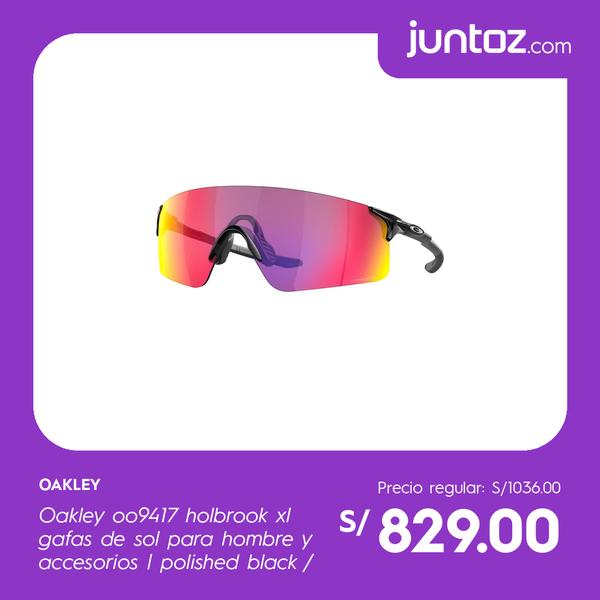 juntoz.com
OAKLEY
Oakley oo9417 holbrook xl
gafas de sol para hombre y
accesorios | polished black /
Precio regular: S/1036.00
S/ 829.00